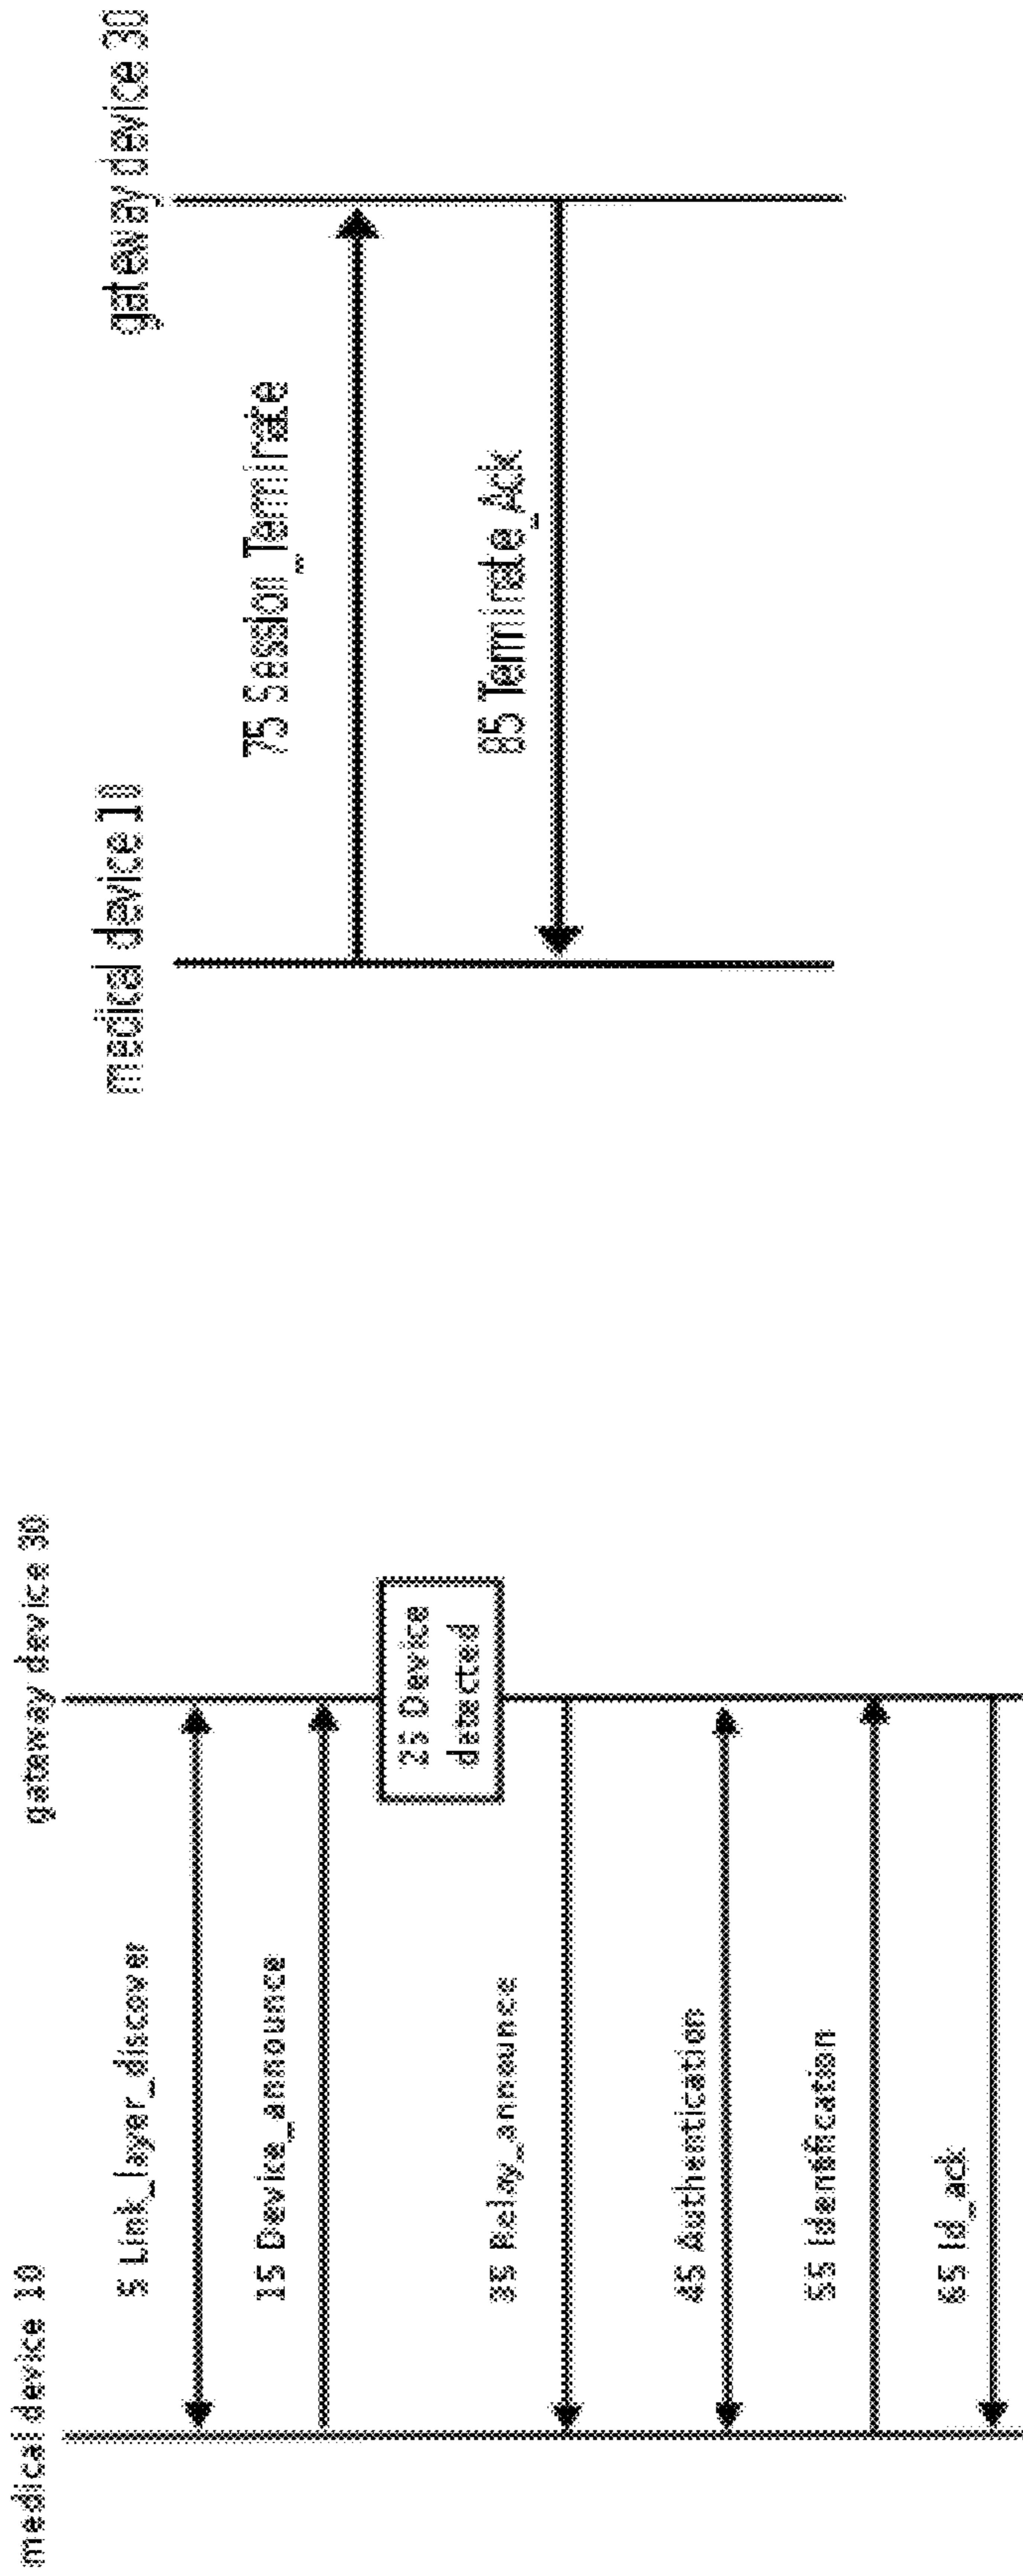 medical device 10
gateway device 30
5 Link_layer_discover
15 Device_announce
25 Device
detected
35 Relay_announce
45 Authentication
55 Identification
65 Id_ack
medical device 10
gateway device 30
75 Session_Terminate
85 Terminate_Ack